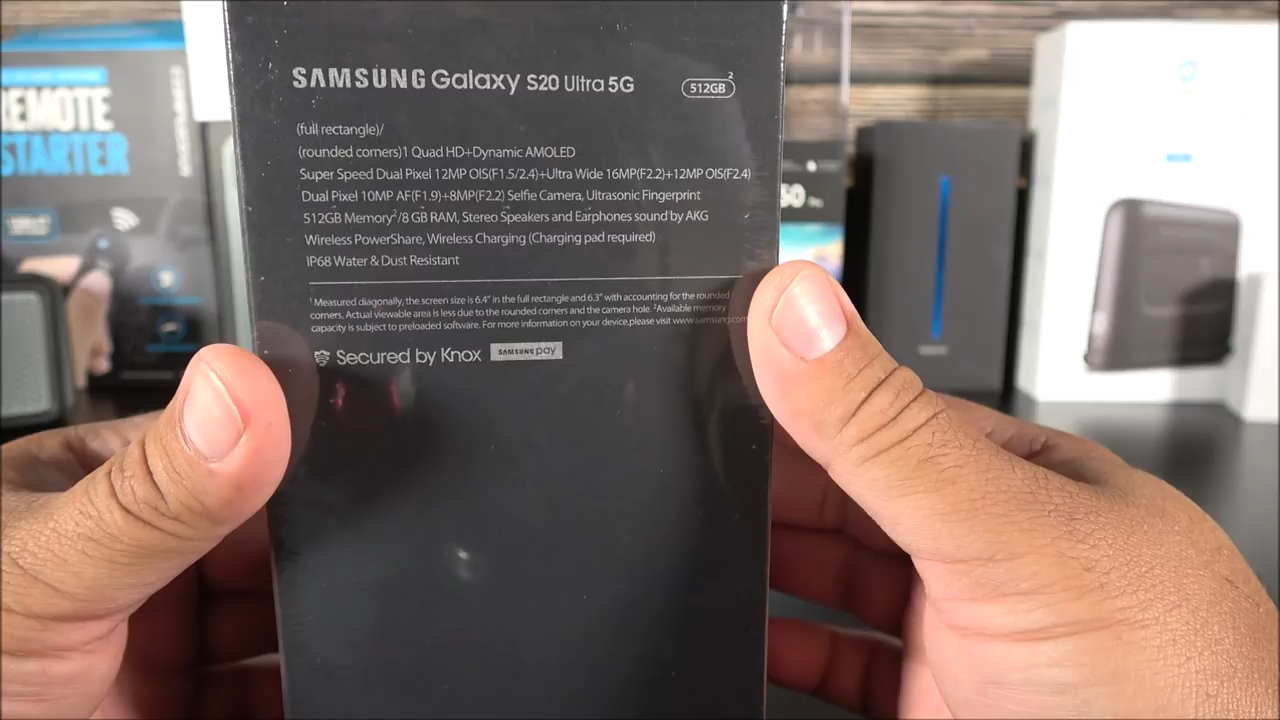 REMOTE
STARTER
SAMSUNG Galaxy S20 Ultra 5G 512GB²
(full rectangle)/
(rounded corners)1 Quad HD+Dynamic AMOLED
Super Speed Dual Pixel 12MP OIS(F1.5/2.4)+Ultra Wide 16MP(F2.2)+12MP OIS(F2.4)
Dual Pixel 10MP AF(F1.9)+8MP(F2.2) Selfie Camera, Ultrasonic Fingerprint
512GB Memory²/8 GB RAM, Stereo Speakers and Earphones sound by AKG
Wireless PowerShare, Wireless Charging (Charging pad required)
IP68 Water & Dust Resistant
¹ Measured diagonally, the screen size is 6.4" in the full rectangle and 6.3" with accounting for the rounded
corners, Actual viewable area is less due to the rounded corners and the camera hole. ²Available memory
capacity is subject to preloaded software. For more information on your device,please visit www.samsung.com
Secured by Knox SAMSUNG pay